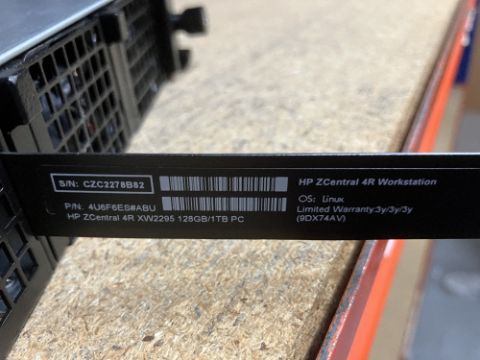 S/N: CZC2278B82
P/N: 4U6F6ES#ABU
HP ZCentral 4R XW2295 128GB/1TB PC
HP ZCentral 4R Workstation
OS: Linux
Limited Warranty:3y/3y/3y
(9DX74AV)